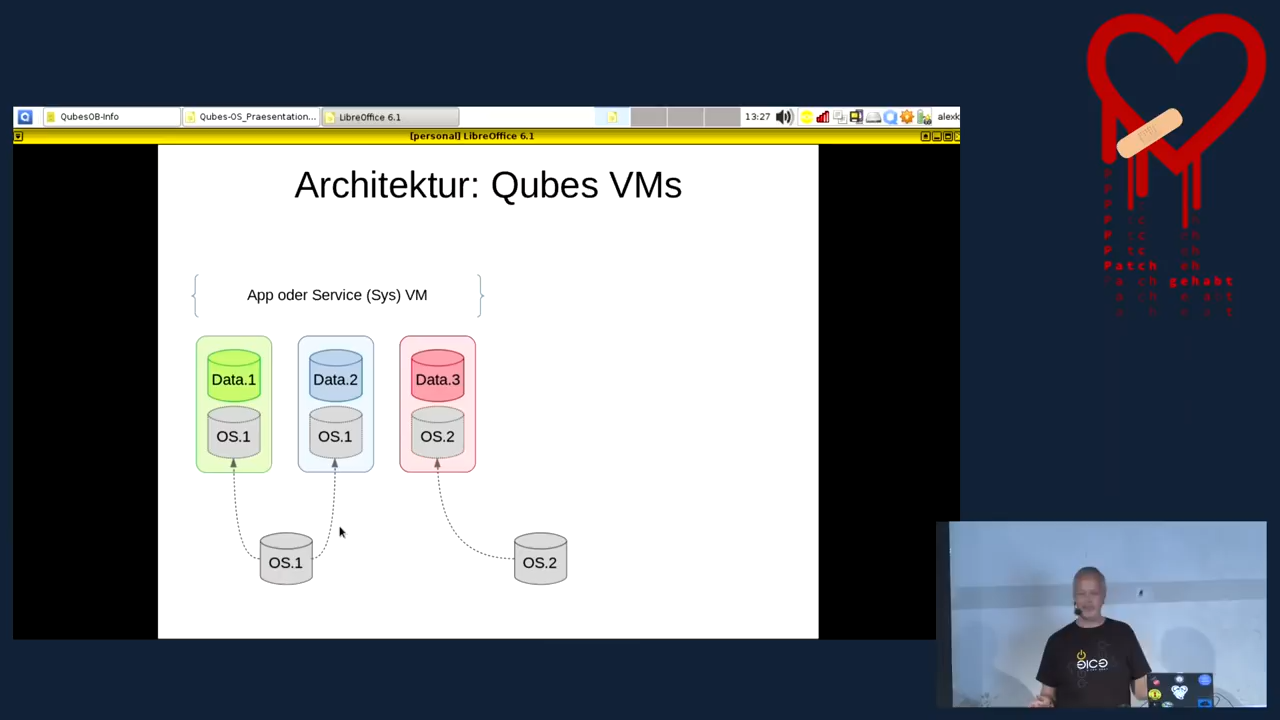 QubesOB-Info
Qubes-OS_Praesentation...
LibreOffice 6.1
13:27
alexk
[personal] LibreOffice 6.1
Architektur: Qubes VMs
App oder Service (Sys) VM
Data.1
Data.2
Data.3
OS.1
OS.1
OS.2
OS.1
OS.2
Patch eh
gehabt